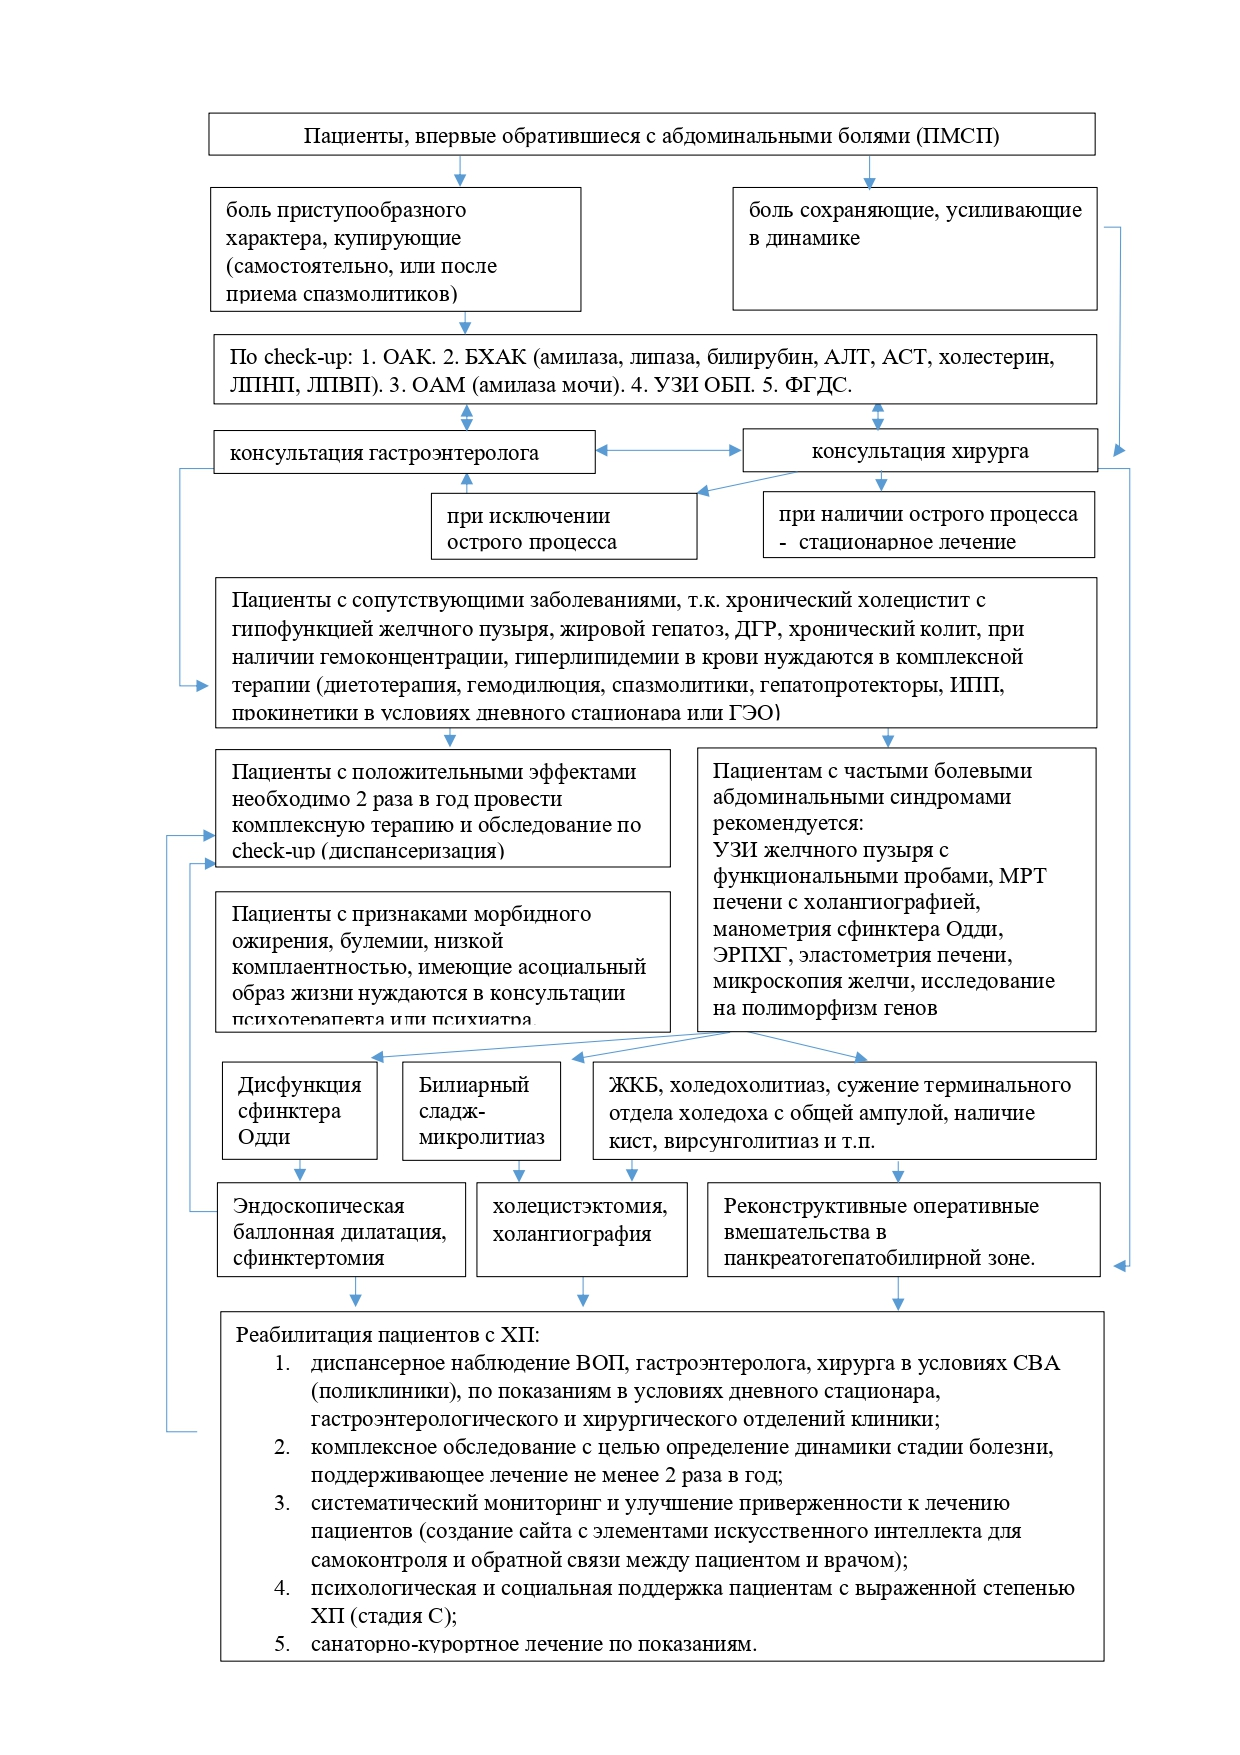 Пациенты, впервые обратившиеся с абдоминальными болями (ПМСП)
боль приступообразного
характера, купирующие
(самостоятельно, или после
приема спазмолитиков)
боль сохраняющие, усиливающие
в динамике
По check-up: 1. ОАК. 2. БХАК (амилаза, липаза, билирубин, АЛТ, АСТ, холестерин,
ЛПНП, ЛПВП). 3. ОАМ (амилаза мочи). 4. УЗИ ОБП. 5. ФГДС.
консультация гастроэнтеролога
консультация хирурга
при исключении
острого процесса
при наличии острого процесса
- стационарное лечение
Пациенты с сопутствующими заболеваниями, т.к. хронический холецистит с
гипофункцией желчного пузыря, жировой гепатоз, ДГР, хронический колит, при
наличии гемоконцентрации, гиперлипидемии в крови нуждаются в комплексной
терапии (диетотерапия, гемодилюция, спазмолитики, гепатопротекторы, ИПП,
прокинетики в условиях дневного стационара или ГЭО)
Пациенты с положительными эффектами
необходимо 2 раза в год провести
комплексную терапию и обследование по
check-up (диспансеризация)
Пациенты с признаками морбидного
ожирения, булемии, низкой
комплаентностью, имеющие асоциальный
образ жизни нуждаются в консультации
психотерапевта или психиатра.
Пациентам с частыми болевыми
абдоминальными синдромами
рекомендуется:
УЗИ желчного пузыря с
функциональными пробами, МРТ
печени с холангиографией,
манометрия сфинктера Одди,
ЭРПХГ, эластометрия печени,
микроскопия желчи, исследование
на полиморфизм генов
Дисфункция
сфинктера
Одди
Билиарный
сладж-
микролитиаз
ЖКБ, холедохолитиаз, сужение терминального
отдела холедоха с общей ампулой, наличие
кист, вирсунголитиаз и т.п.
Эндоскопическая
баллонная дилатация,
сфинктертомия
холецистэктомия,
холангиография
Реконструктивные оперативные
вмешательства в
панкреатогепатобилирной зоне.
Реабилитация пациентов с ХП:
1. диспансерное наблюдение ВОП, гастроэнтеролога, хирурга в условиях СВА
(поликлиники), по показаниям в условиях дневного стационара,
гастроэнтерологического и хирургического отделений клиники;
2. комплексное обследование с целью определение динамики стадии болезни,
поддерживающее лечение не менее 2 раза в год;
3. систематический мониторинг и улучшение приверженности к лечению
пациентов (создание сайта с элементами искусственного интеллекта для
самоконтроля и обратной связи между пациентом и врачом);
4. психологическая и социальная поддержка пациентам с выраженной степенью
ХП (стадия С);
5. санаторно-курортное лечение по показаниям.